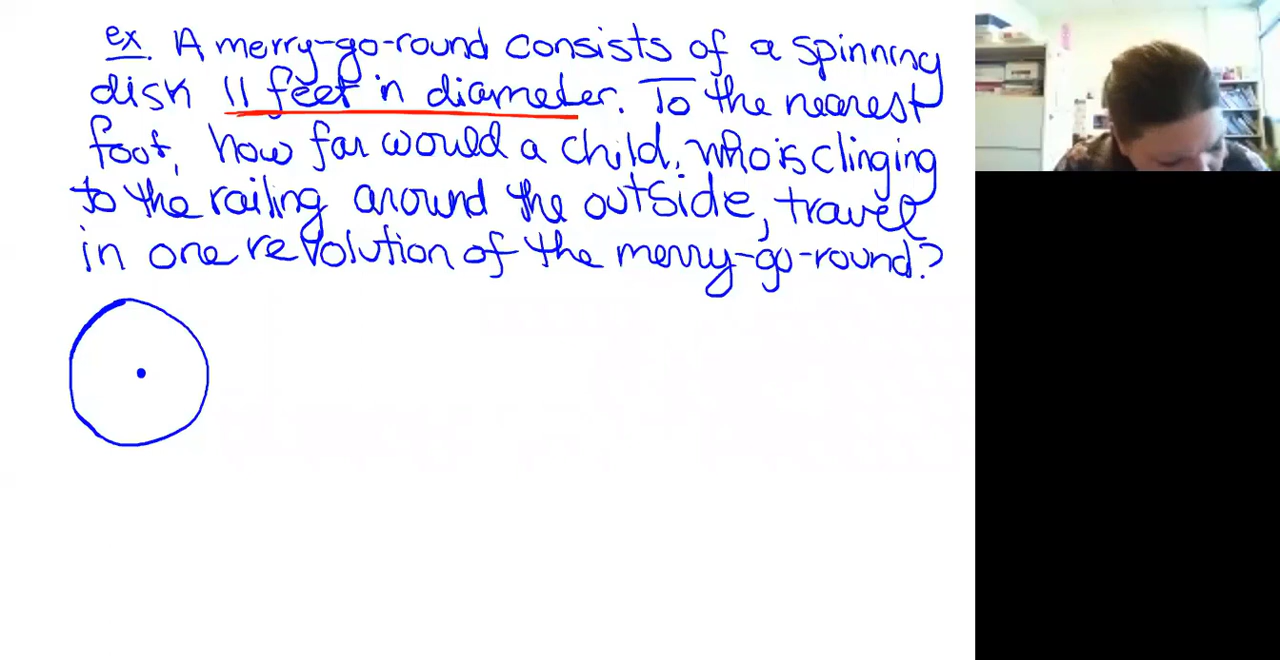 ex. A merry-go-round consists of a spinning
disk 11 feet in diameter. To the nearest
foot, how far would a child, who is clinging
to the railing around the outside, travel
in one revolution of the merry-go-round?